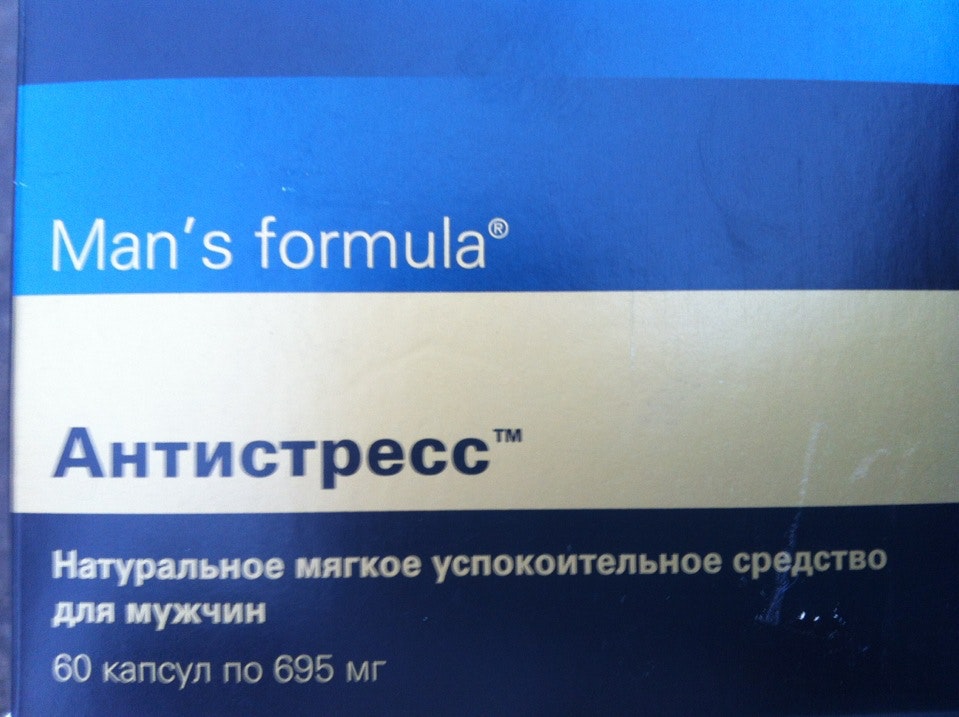 Man's formula®
Антистресс™
Натуральное мягкое успокоительное средство
для мужчин
60 капсул по 695 мг